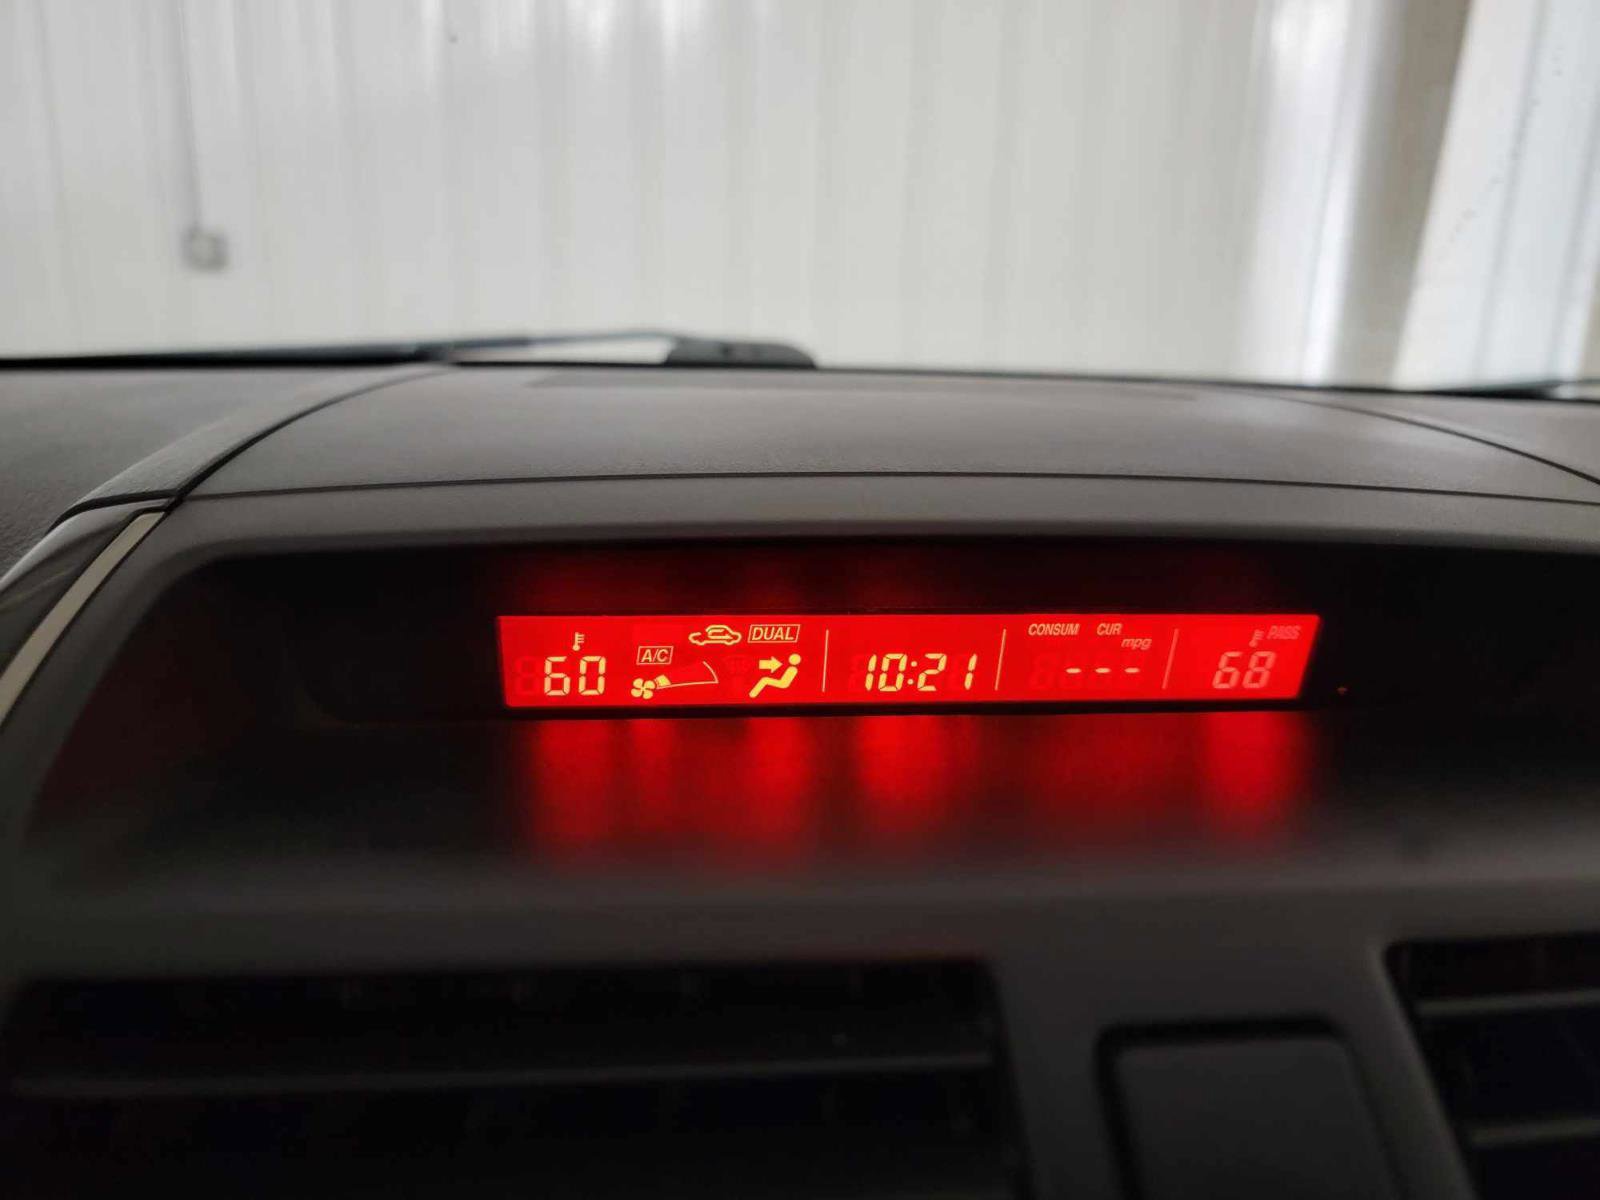 DUAL
CONSUM CUR PASS
A/C mpg
60 10:21 --- 68